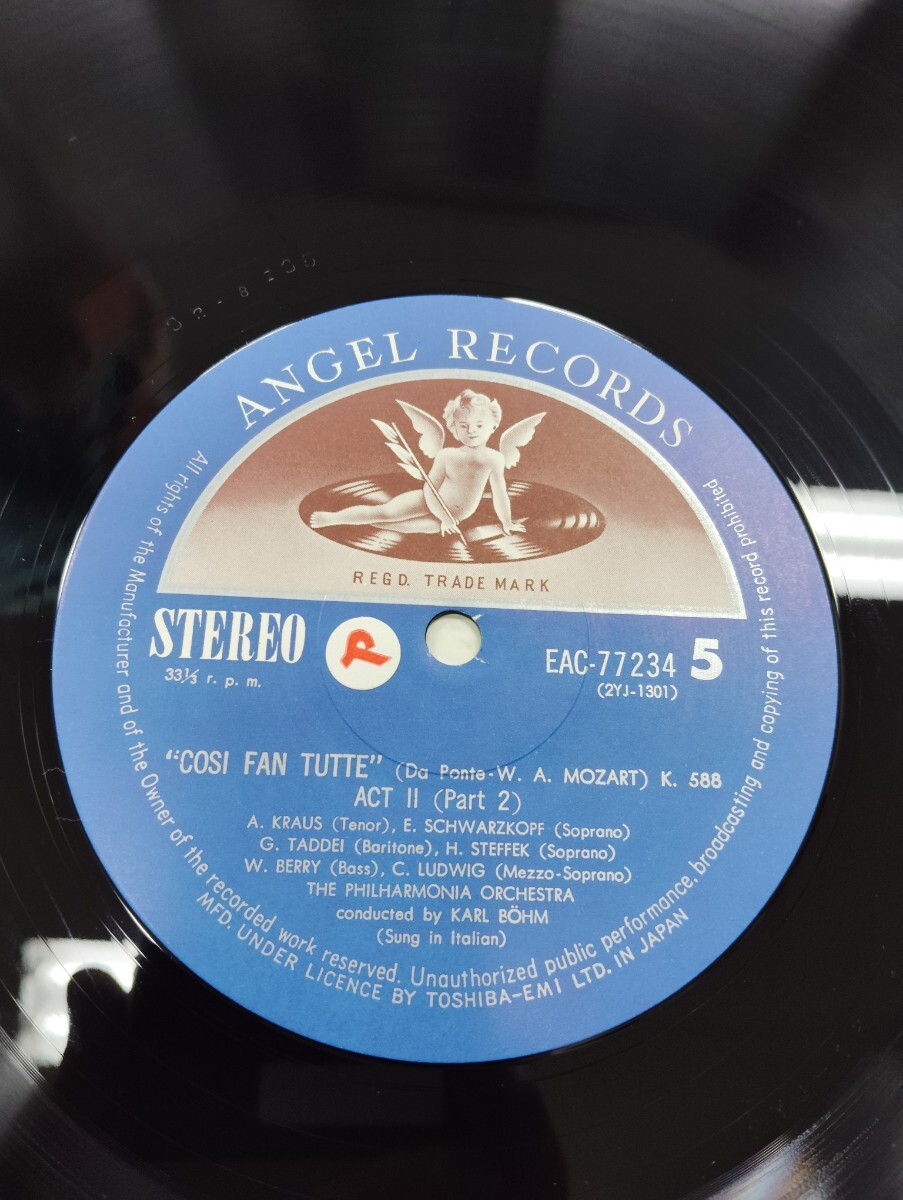 ANGEL RECORDS
REGD. TRADE MARK
STEREO
33⅓ r. p. m.
P
EAC-77234 5
(2YJ-1301)
"COSI FAN TUTTE" (Da Ponte-W. A. MOZART) K. 588
ACT II (Part 2)
A. KRAUS (Tenor), E. SCHWARZKOPF (Soprano)
G. TADDEI (Baritone), H. STEFFEK (Soprano)
W. BERRY (Bass), C. LUDWIG (Mezzo-Soprano)
THE PHILHARMONIA ORCHESTRA
conducted by KARL BÖHM
(Sung in Italian)
All rights of the Manufacturer and of the Owner of the recorded work reserved. Unauthorized public performance, broadcasting and copying of this record prohibited
MFD. UNDER LICENCE BY TOSHIBA-EMI LTD. IN JAPAN